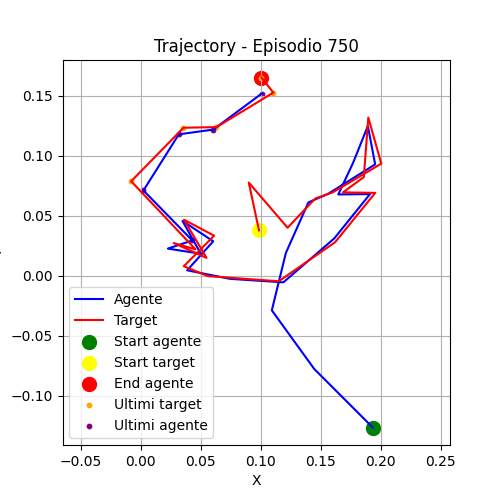 Trajectory - Episodio 750
0.15
0.10
0.05
0.00
−0.05
−0.10
Agente
Target
Start agente
Start target
End agente
Ultimi target
Ultimi agente
−0.05
0.00
0.05
0.10
0.15
0.20
0.25
X